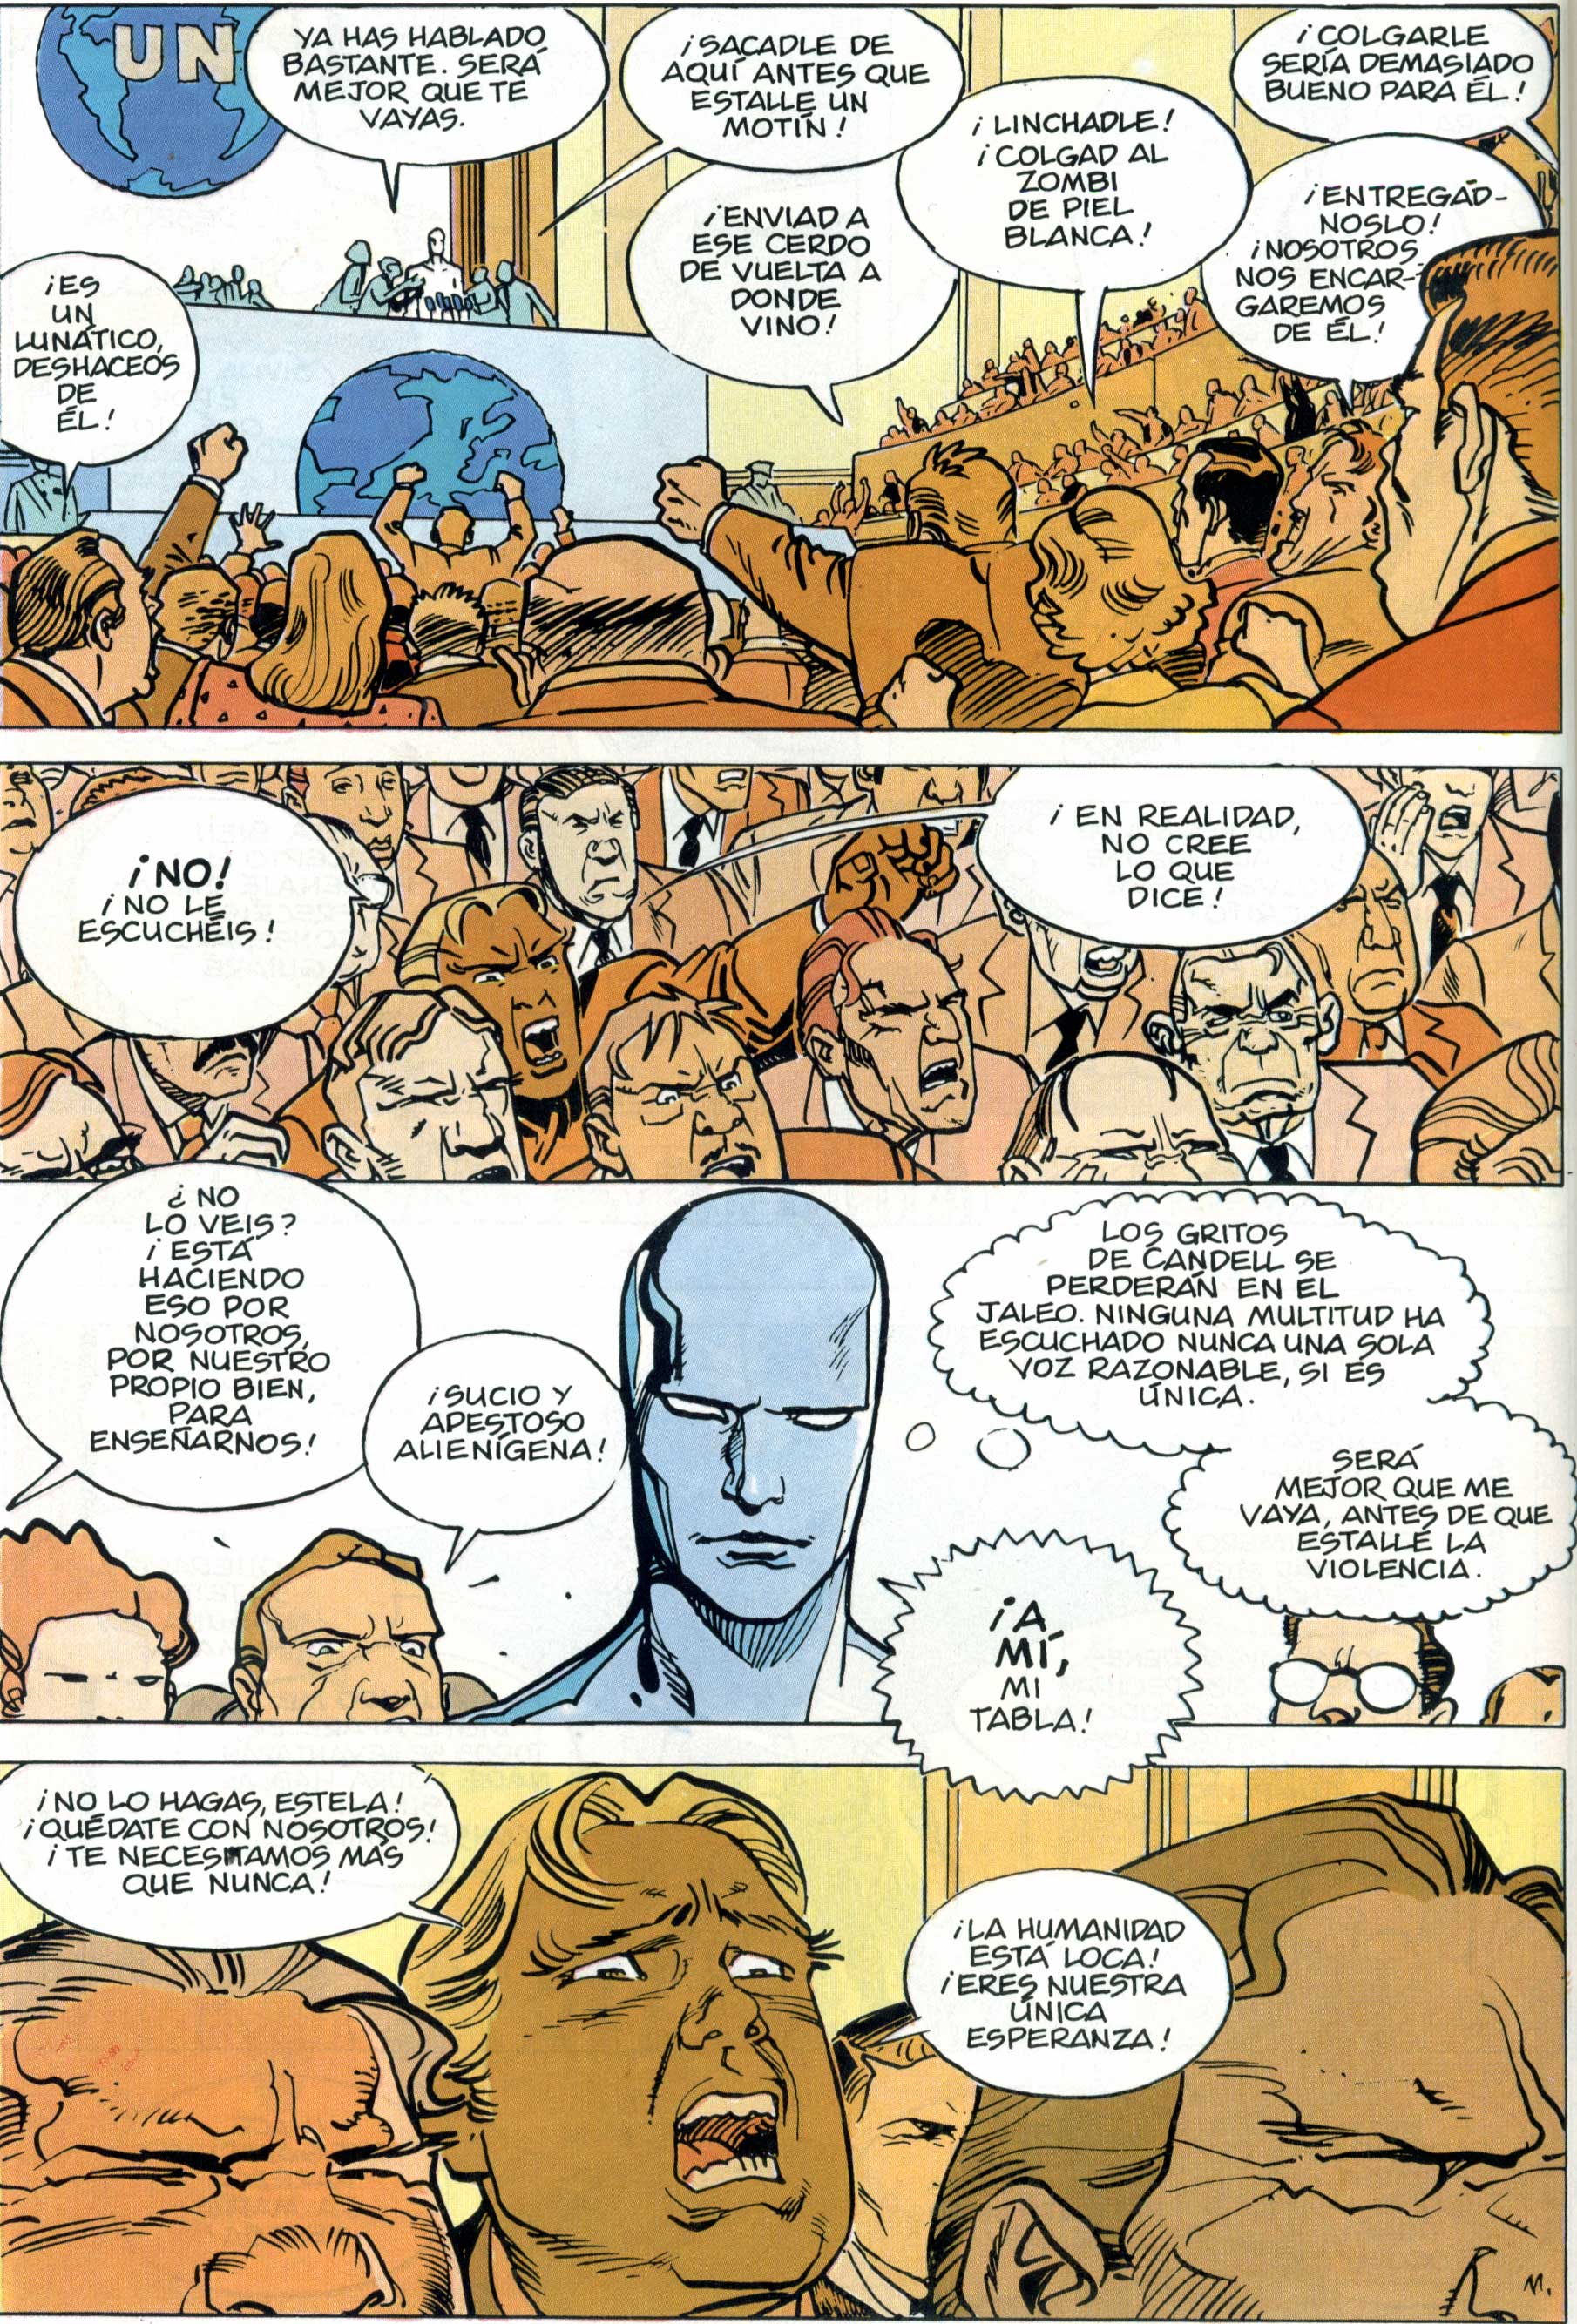 UN
YA HAS HABLADO
BASTANTE. SERÁ
MEJOR QUE TE
VAYAS.
¡SACADLE DE
AQUÍ ANTES QUE
ESTALLE UN
MOTÍN!
¡COLGARLE
SERÍA DEMASIADO
BUENO PARA ÉL!
¡LINCHADLE!
¡COLGAD AL
ZOMBI
DE PIEL
BLANCA!
¡ENVIAD A
ESE CERDO
DE VUELTA A
DONDE
VINO!
¡ENTREGÁD-
NOSLO!
¡NOSOTROS
NOS ENCAR-
GAREMOS
DE ÉL!
¡ES
UN
LUNÁTICO,
DESHACEOS
DE
ÉL!
¡NO!
¡NO LE
ESCUCHÉIS!
¡EN REALIDAD,
NO CREE
LO QUE
DICE!
¿NO
LO VEIS?
¡ESTÁ
HACIENDO
ESO POR
NOSOTROS,
POR NUESTRO
PROPIO BIEN,
PARA
ENSEÑARNOS!
¡SUCIO Y
APESTOSO
ALIENÍGENA!
LOS GRITOS
DE CANDELL SE
PERDERÁN EN EL
JALEO. NINGUNA MULTITUD HA
ESCUCHADO NUNCA UNA SOLA
VOZ RAZONABLE, SI ES
ÚNICA.
SERÁ
MEJOR QUE ME
VAYA, ANTES DE QUE
ESTALLE LA
VIOLENCIA.
¡A
MÍ,
MI
TABLA!
¡NO LO HAGAS, ESTELA!
¡QUÉDATE CON NOSOTROS!
¡TE NECESITAMOS MÁS
QUE NUNCA!
¡LA HUMANIDAD
ESTÁ LOCA!
¡ERES NUESTRA
ÚNICA
ESPERANZA!
M.